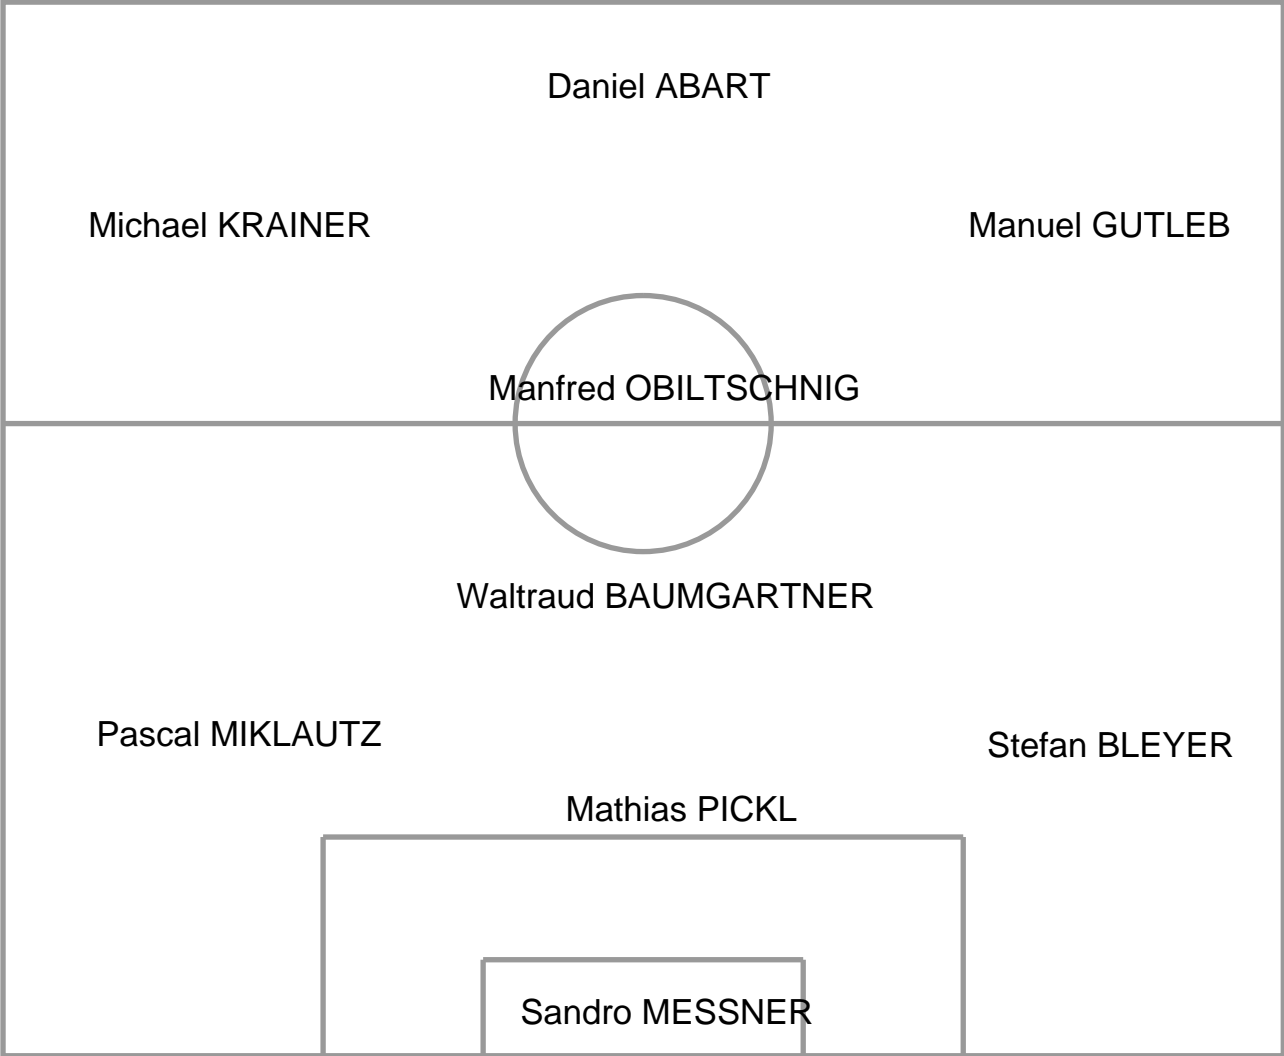 Daniel ABART
Michael KRAINER
Manuel GUTLEB
Manfred OBILTSCHNIG
Waltraud BAUMGARTNER
Pascal MIKLAUTZ
Stefan BLEYER
Mathias PICKL
Sandro MESSNER